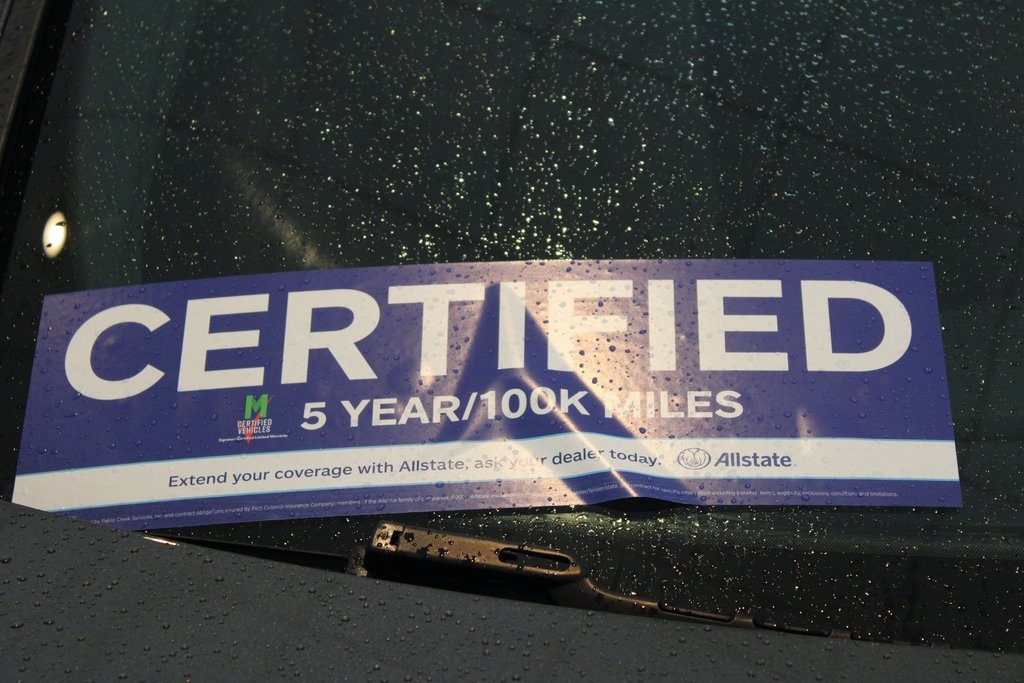 CERTIFIED
M
CERTIFIED
VEHICLES
5 YEAR/100K MILES
Extend your coverage with Allstate, ask your dealer today.
Allstate